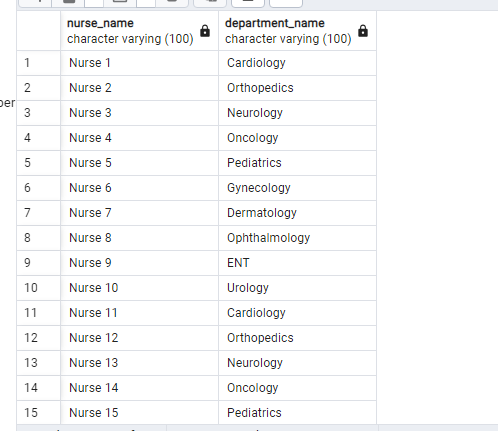 nurse_name department_name
character varying (100) character varying (100)
1 Nurse 1 Cardiology
2 Nurse 2 Orthopedics
3 Nurse 3 Neurology
4 Nurse 4 Oncology
5 Nurse 5 Pediatrics
6 Nurse 6 Gynecology
7 Nurse 7 Dermatology
8 Nurse 8 Ophthalmology
9 Nurse 9 ENT
10 Nurse 10 Urology
11 Nurse 11 Cardiology
12 Nurse 12 Orthopedics
13 Nurse 13 Neurology
14 Nurse 14 Oncology
15 Nurse 15 Pediatrics